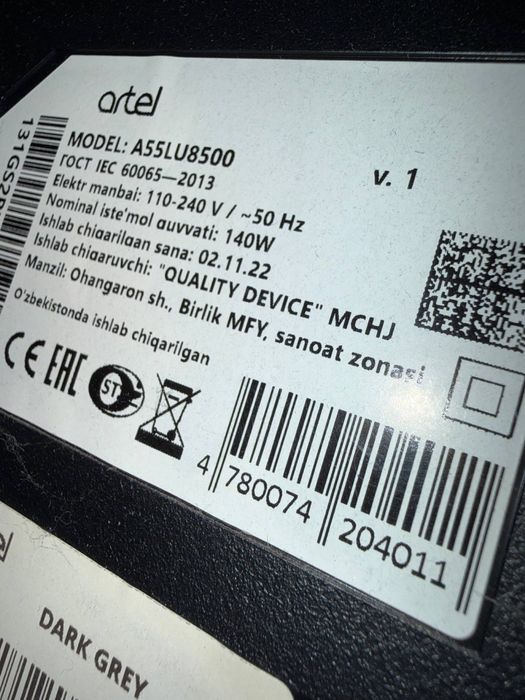 artel
MODEL: A55LU8500
v. 1
ГОСТ IEC 60065—2013
Elektr manbai: 110-240 V / ~50 Hz
Nominal iste'mol quvvati: 140W
Ishlab chiqarilgan sana: 02.11.22
Ishlab chiqaruvchi: "QUALITY DEVICE" MCHJ
Manzil: Ohangaron sh., Birlik MFY, sanoat zonasi
O'zbekistonda ishlab chiqarilgan
CE EAC ST
4 780074 204011
DARK GREY